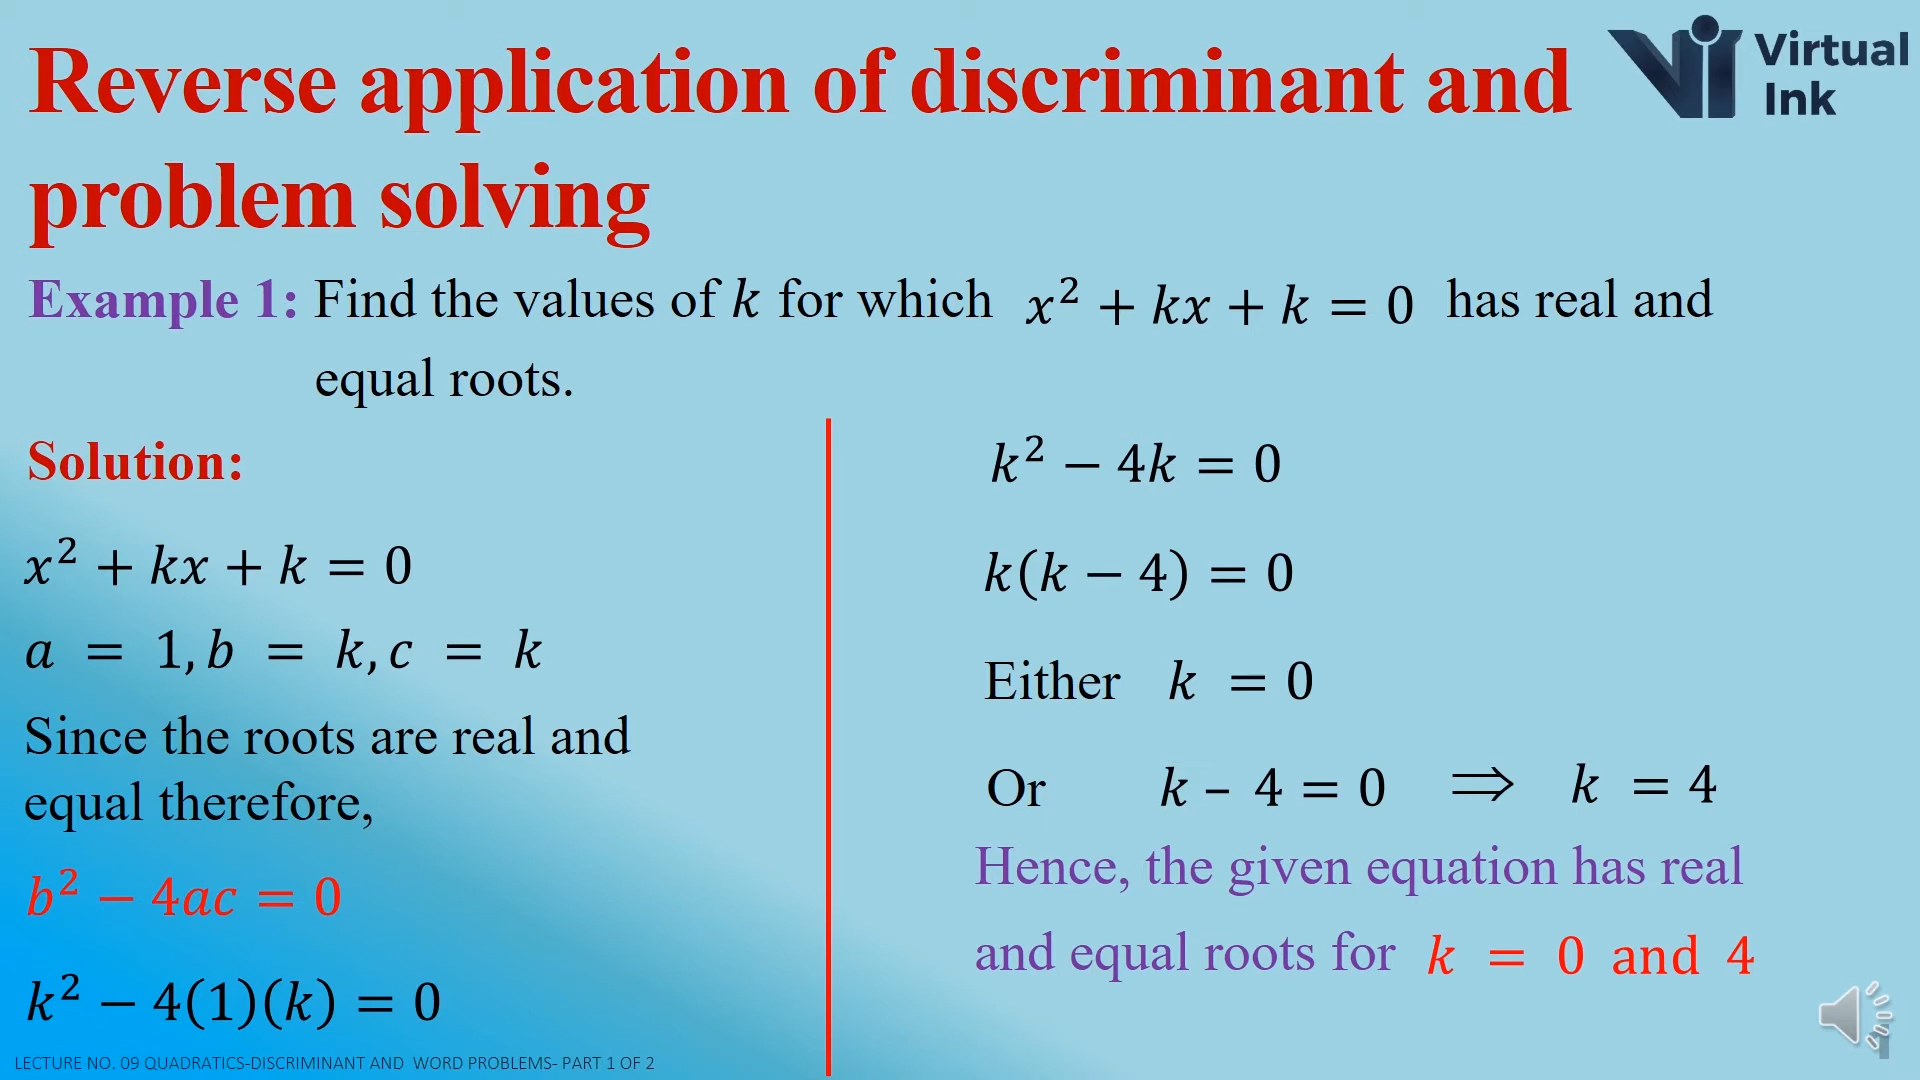 Reverse application of discriminant and
problem solving
Virtual
Ink
Example 1: Find the values of k for which x² + kx + k = 0 has real and
equal roots.
Solution:
x² + kx + k = 0
a = 1, b = k, c = k
Since the roots are real and
equal therefore,
b² − 4ac = 0
k² − 4(1)(k) = 0
k² − 4k = 0
k(k − 4) = 0
Either k = 0
Or k – 4 = 0 ⟹ k = 4
Hence, the given equation has real
and equal roots for k = 0 and 4
LECTURE NO. 09 QUADRATICS-DISCRIMINANT AND WORD PROBLEMS- PART 1 OF 2